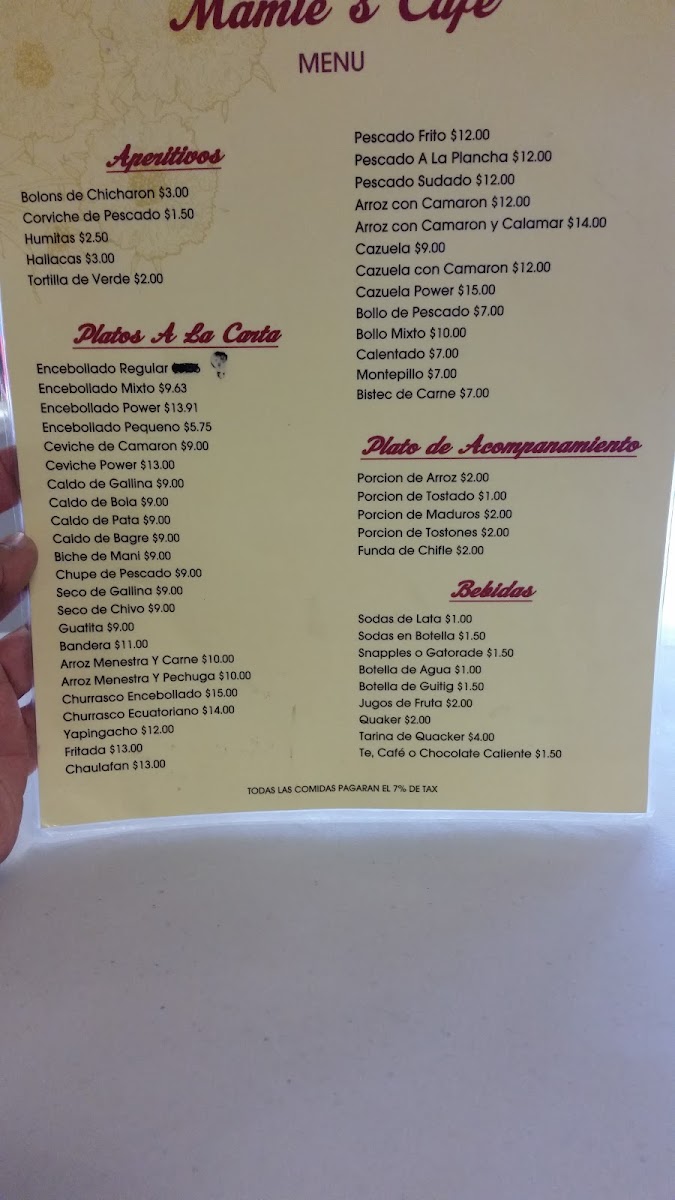 Mamie's Cafe
MENU
Aperitivos
Bolons de Chicharon $3.00
Corviche de Pescado $1.50
Humitas $2.50
Hallacas $3.00
Tortilla de Verde $2.00
Platos A La Carta
Encebollado Regular
Encebollado Mixto $9.63
Encebollado Power $13.91
Encebollado Pequeno $5.75
Ceviche de Camaron $9.00
Ceviche Power $13.00
Caldo de Gallina $9.00
Caldo de Bola $9.00
Caldo de Pata $9.00
Caldo de Bagre $9.00
Biche de Mani $9.00
Chupe de Pescado $9.00
Seco de Gallina $9.00
Seco de Chivo $9.00
Guatita $9.00
Bandera $11.00
Arroz Menestra Y Carne $10.00
Arroz Menestra Y Pechuga $10.00
Churrasco Encebollado $15.00
Churrasco Ecuatoriano $14.00
Yapingacho $12.00
Fritada $13.00
Chaulafan $13.00
Pescado Frito $12.00
Pescado A La Plancha $12.00
Pescado Sudado $12.00
Arroz con Camaron $12.00
Arroz con Camaron y Calamar $14.00
Cazuela $9.00
Cazuela con Camaron $12.00
Cazuela Power $15.00
Bollo de Pescado $7.00
Bollo Mixto $10.00
Calentado $7.00
Montepillo $7.00
Bistec de Carne $7.00
Plato de Acompanamiento
Porcion de Arroz $2.00
Porcion de Tostado $1.00
Porcion de Maduros $2.00
Porcion de Tostones $2.00
Funda de Chifle $2.00
Bebidas
Sodas de Lata $1.00
Sodas en Botella $1.50
Snapples o Gatorade $1.50
Botella de Agua $1.00
Botella de Guitig $1.50
Jugos de Fruta $2.00
Quaker $2.00
Tarina de Quacker $4.00
Te, Café o Chocolate Caliente $1.50
TODAS LAS COMIDAS PAGARAN EL 7% DE TAX